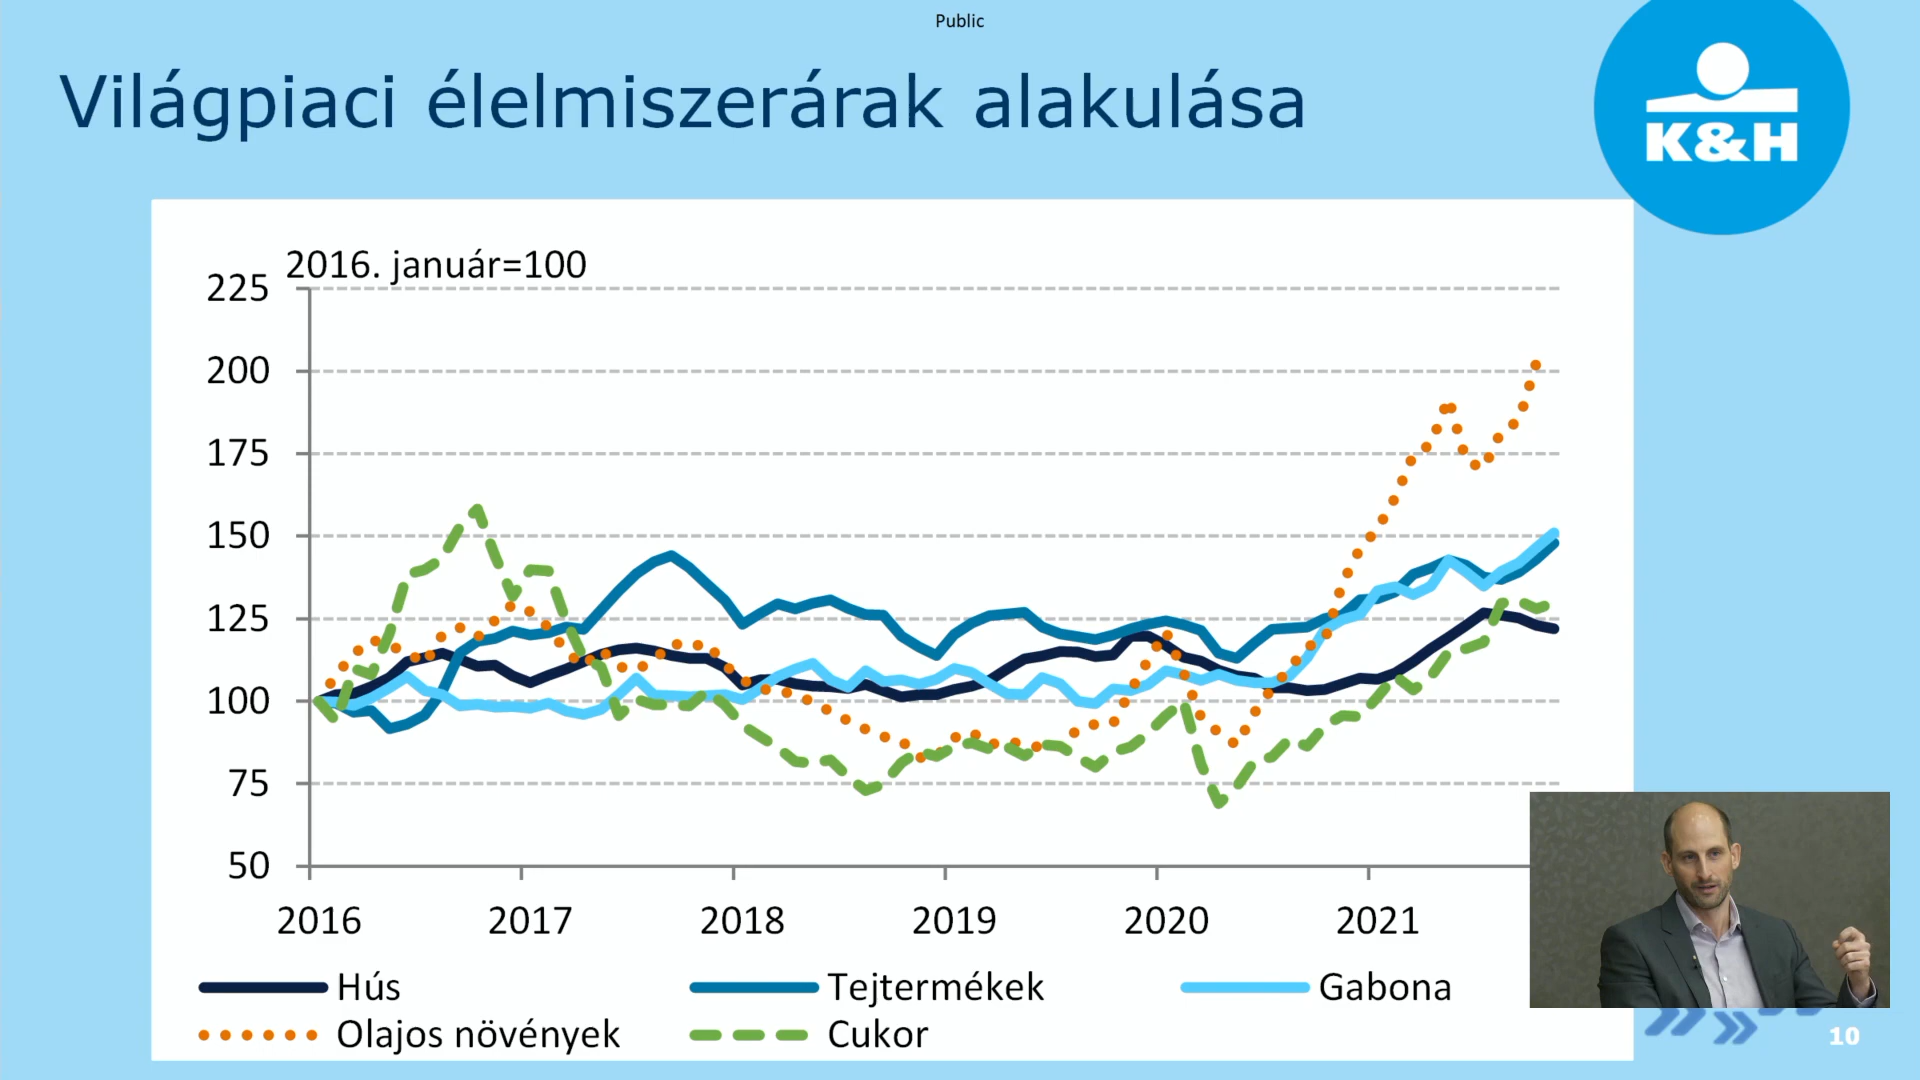 Public
Világpiaci élelmiszerárak alakulása
K&H
2016. január=100
225
200
175
150
125
100
75
50
2016 2017 2018 2019 2020 2021
Hús Tejtermékek Gabona
Olajos növények Cukor
10